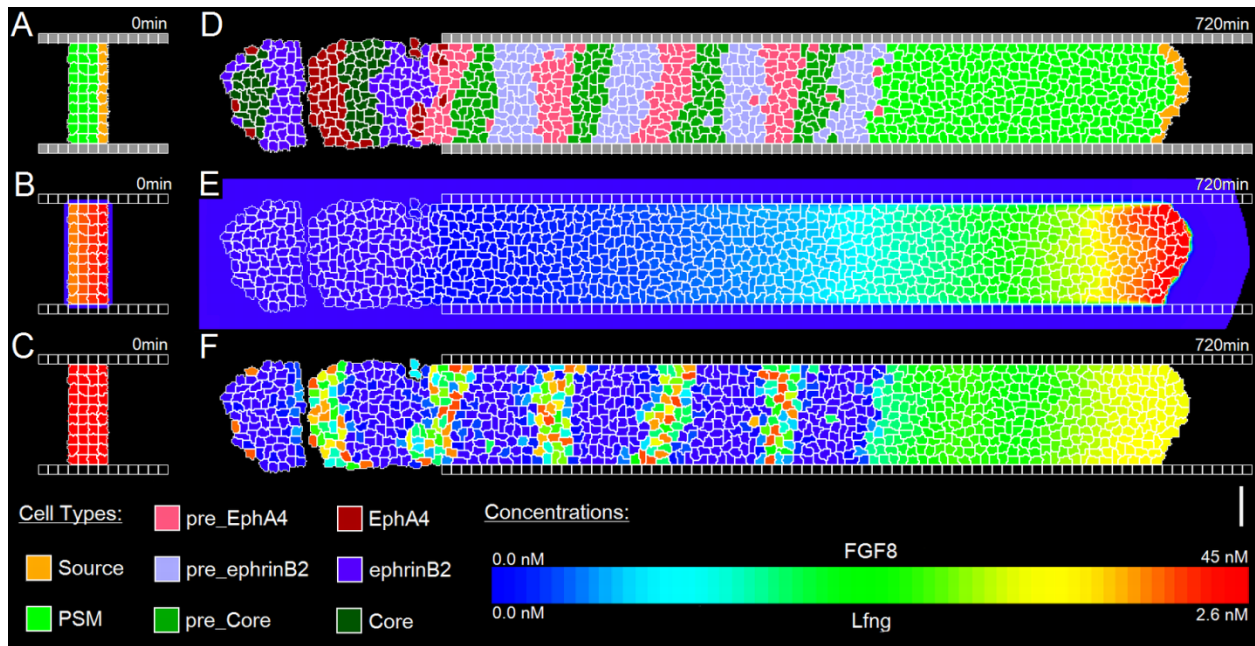 A
0min
D
720min
B
0min
E
720min
C
0min
F
720min
Cell Types:
pre_EphA4
EphA4
Source
pre_ephrinB2
ephrinB2
PSM
pre_Core
Core
Concentrations:
FGF8
0.0 nM
45 nM
0.0 nM
2.6 nM
Lfng